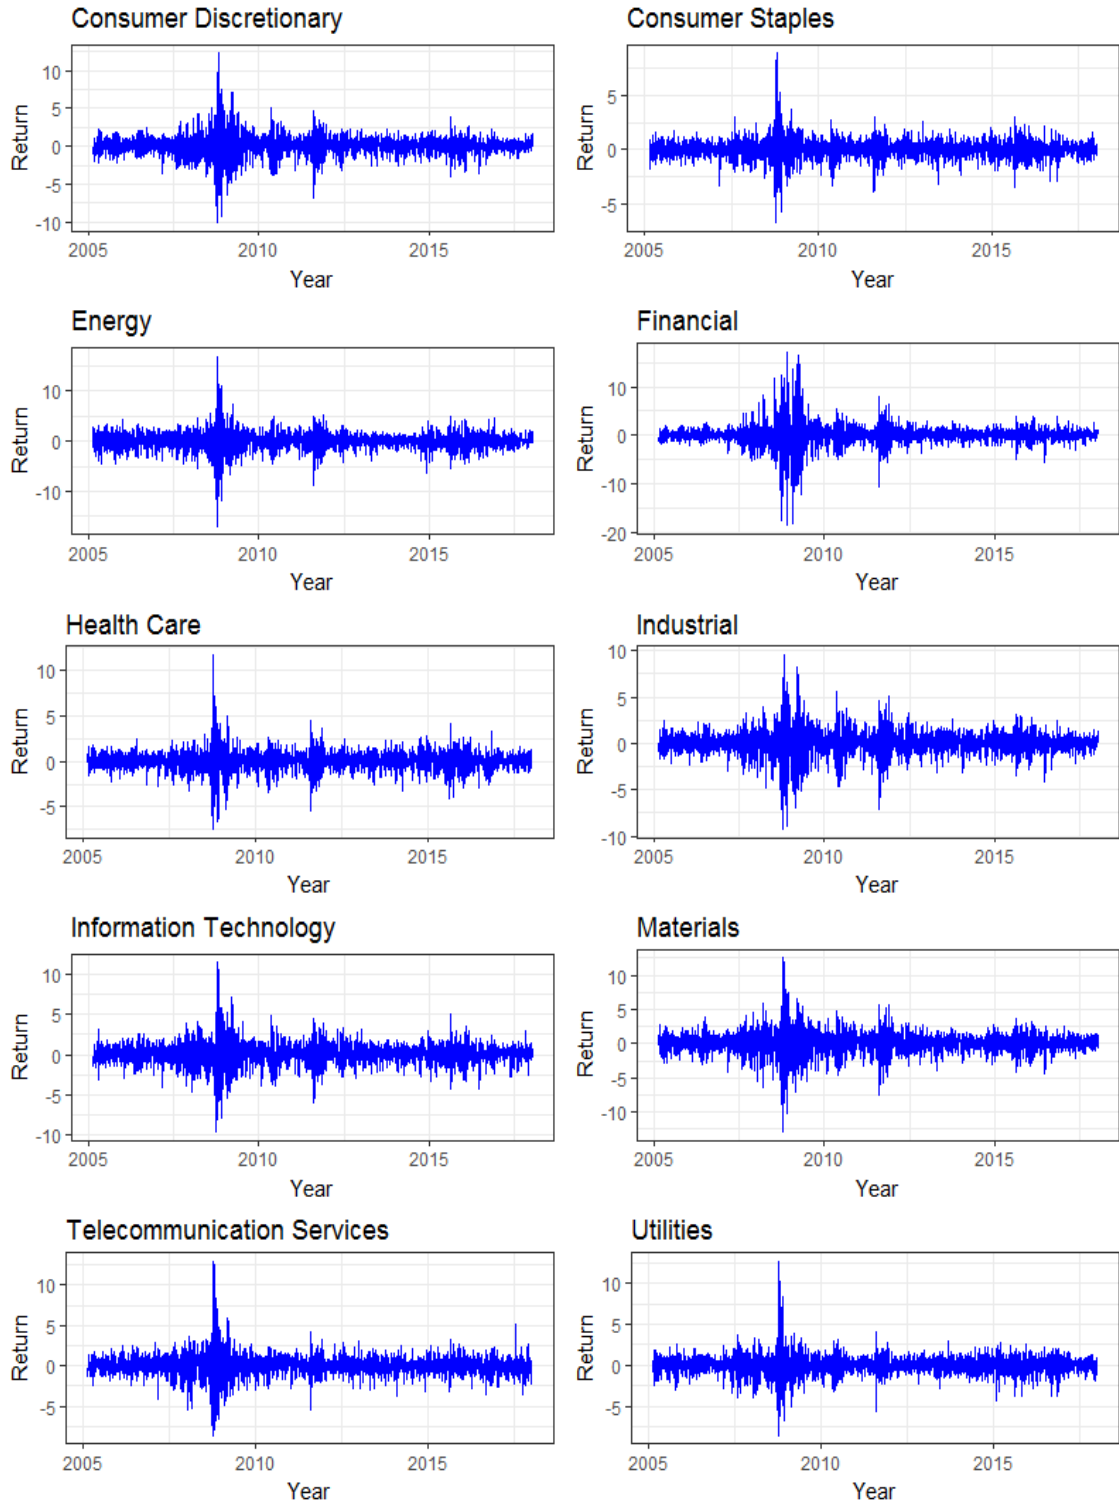 Consumer Discretionary
Return
10
5
0
-5
-10
2005 2010 2015
Year
Consumer Staples
Return
5
0
-5
2005 2010 2015
Year
Energy
Return
10
0
-10
2005 2010 2015
Year
Financial
Return
10
0
-10
-20
2005 2010 2015
Year
Health Care
Return
10
5
0
-5
2005 2010 2015
Year
Industrial
Return
10
5
0
-5
-10
2005 2010 2015
Year
Information Technology
Return
10
5
0
-5
-10
2005 2010 2015
Year
Materials
Return
10
5
0
-5
-10
2005 2010 2015
Year
Telecommunication Services
Return
10
5
0
-5
2005 2010 2015
Year
Utilities
Return
10
5
0
-5
2005 2010 2015
Year